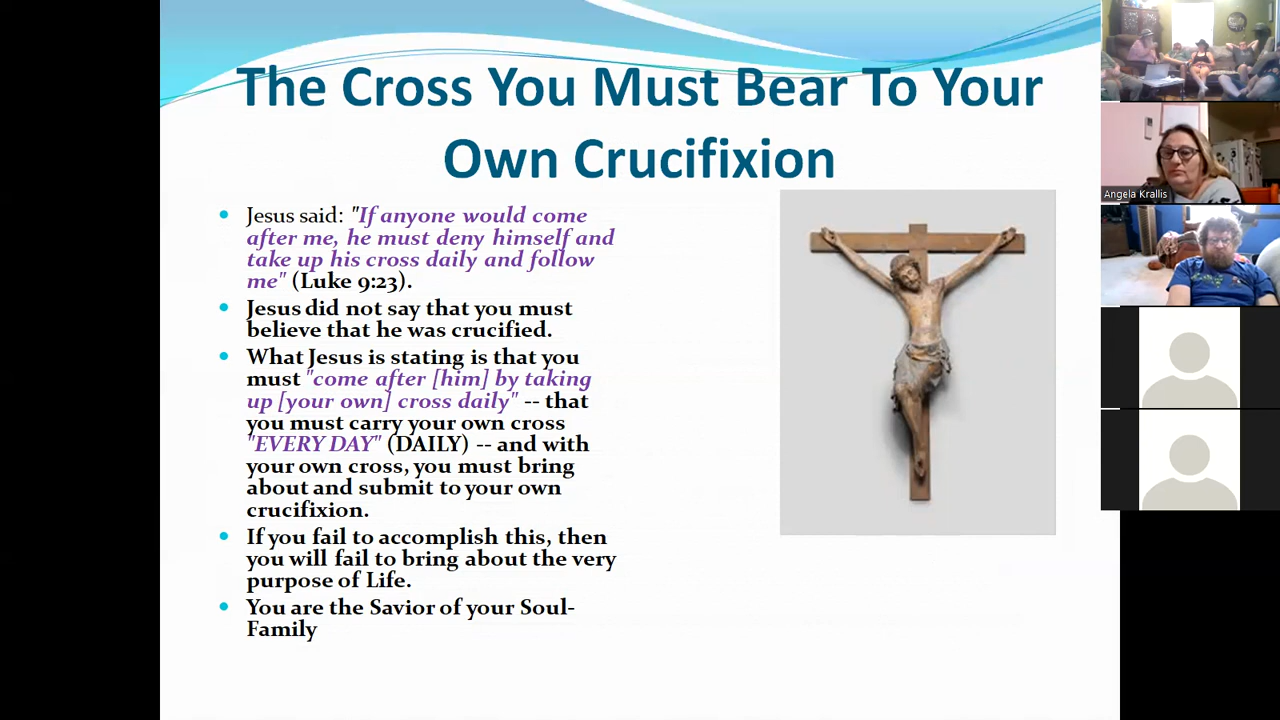 The Cross You Must Bear To Your
Own Crucifixion
Jesus said: "If anyone would come
after me, he must deny himself and
take up his cross daily and follow
me" (Luke 9:23).
Jesus did not say that you must
believe that he was crucified.
What Jesus is stating is that you
must "come after [him] by taking
up [your own] cross daily" -- that
you must carry your own cross
"EVERY DAY" (DAILY) -- and with
your own cross, you must bring
about and submit to your own
crucifixion.
If you fail to accomplish this, then
you will fail to bring about the very
purpose of Life.
You are the Savior of your Soul-
Family
Angela Krallis